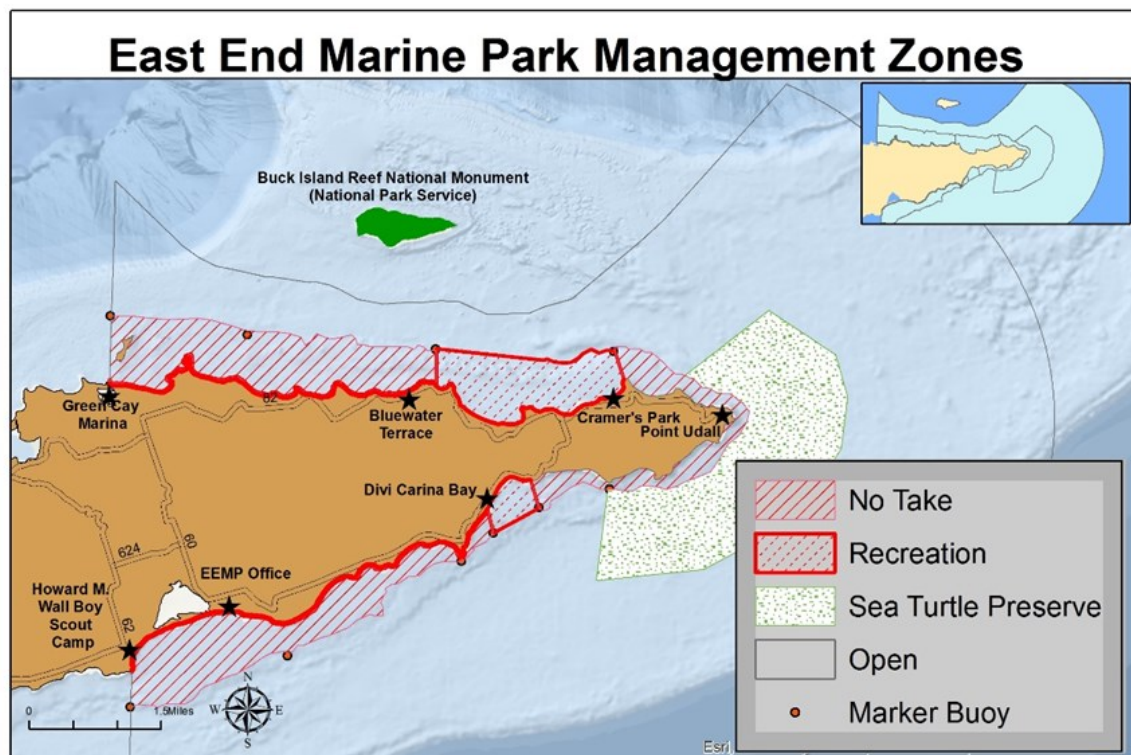 East End Marine Park Management Zones
Buck Island Reef National Monument
(National Park Service)
Green Cay
Marina
62
Bluewater
Terrace
Cramer's Park
Point Udall
Divi Carina Bay
624
60
EEMP Office
Howard M.
Wall Boy
Scout
Camp
62
0 1.5Miles
N
W E
S
No Take
Recreation
Sea Turtle Preserve
Open
Marker Buoy
Esri